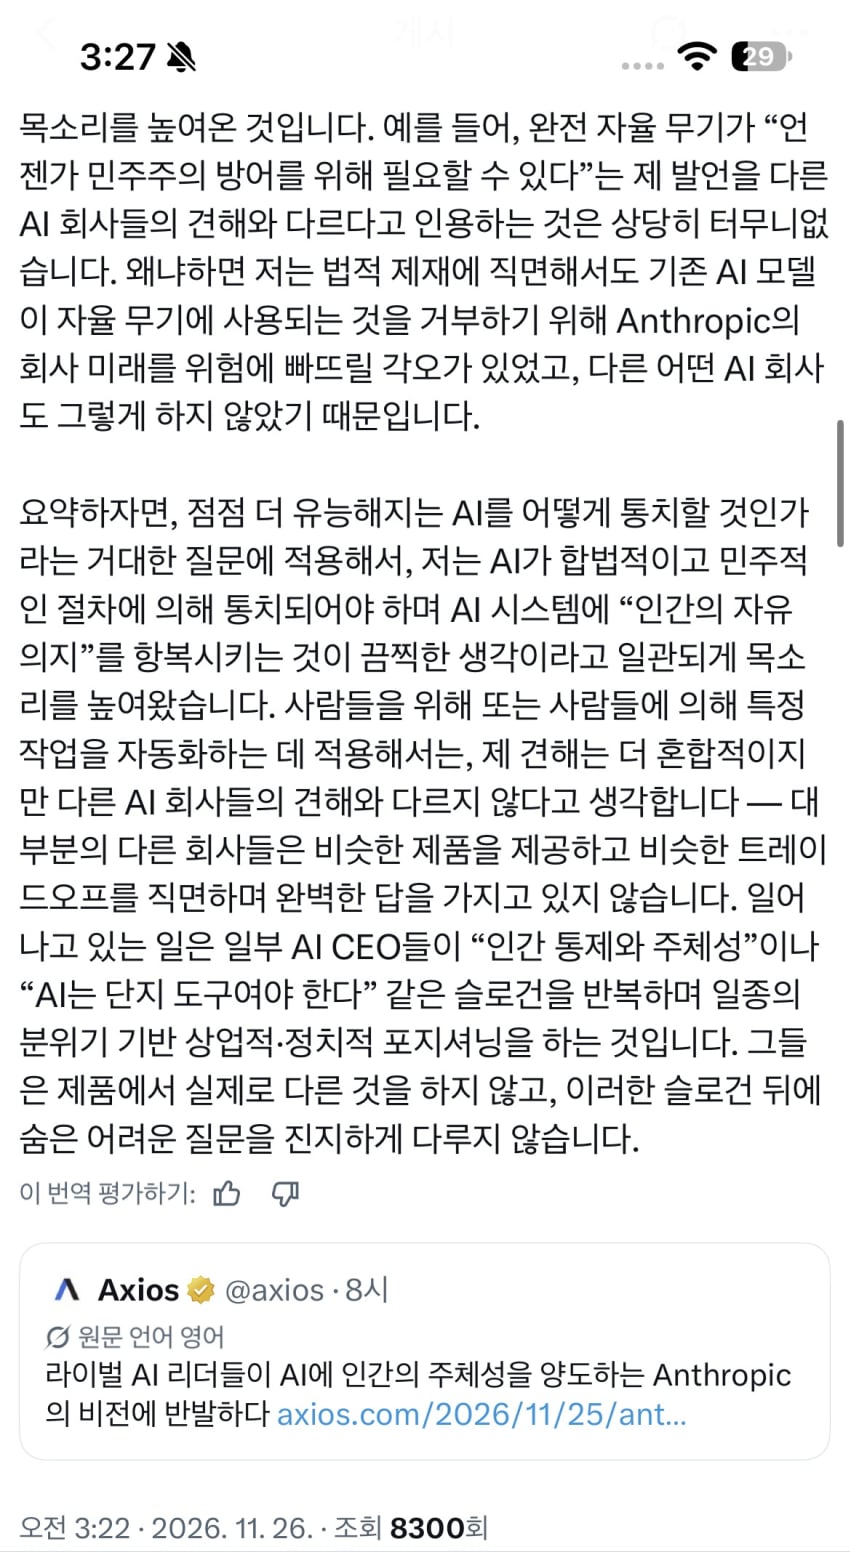 게시
3:27
29
목소리를 높여온 것입니다. 예를 들어, 완전 자율 무기가 “언
젠가 민주주의 방어를 위해 필요할 수 있다”는 제 발언을 다른
AI 회사들의 견해와 다르다고 인용하는 것은 상당히 터무니없
습니다. 왜냐하면 저는 법적 제재에 직면해서도 기존 AI 모델
이 자율 무기에 사용되는 것을 거부하기 위해 Anthropic의
회사 미래를 위험에 빠뜨릴 각오가 있었고, 다른 어떤 AI 회사
도 그렇게 하지 않았기 때문입니다.
요약하자면, 점점 더 유능해지는 AI를 어떻게 통치할 것인가
라는 거대한 질문에 적용해서, 저는 AI가 합법적이고 민주적
인 절차에 의해 통치되어야 하며 AI 시스템에 “인간의 자유
의지”를 항복시키는 것이 끔찍한 생각이라고 일관되게 목소
리를 높여왔습니다. 사람들을 위해 또는 사람들에 의해 특정
작업을 자동화하는 데 적용해서는, 제 견해는 더 혼합적이지
만 다른 AI 회사들의 견해와 다르지 않다고 생각합니다 — 대
부분의 다른 회사들은 비슷한 제품을 제공하고 비슷한 트레이
드오프를 직면하며 완벽한 답을 가지고 있지 않습니다. 일어
나고 있는 일은 일부 AI CEO들이 “인간 통제와 주체성”이나
“AI는 단지 도구여야 한다” 같은 슬로건을 반복하며 일종의
분위기 기반 상업적·정치적 포지셔닝을 하는 것입니다. 그들
은 제품에서 실제로 다른 것을 하지 않고, 이러한 슬로건 뒤에
숨은 어려운 질문을 진지하게 다루지 않습니다.
이 번역 평가하기:
Axios @axios · 8시
원문 언어 영어
라이벌 AI 리더들이 AI에 인간의 주체성을 양도하는 Anthropic
의 비전에 반발하다 axios.com/2026/11/25/ant…
오전 3:22 · 2026. 11. 26. · 조회 8300회